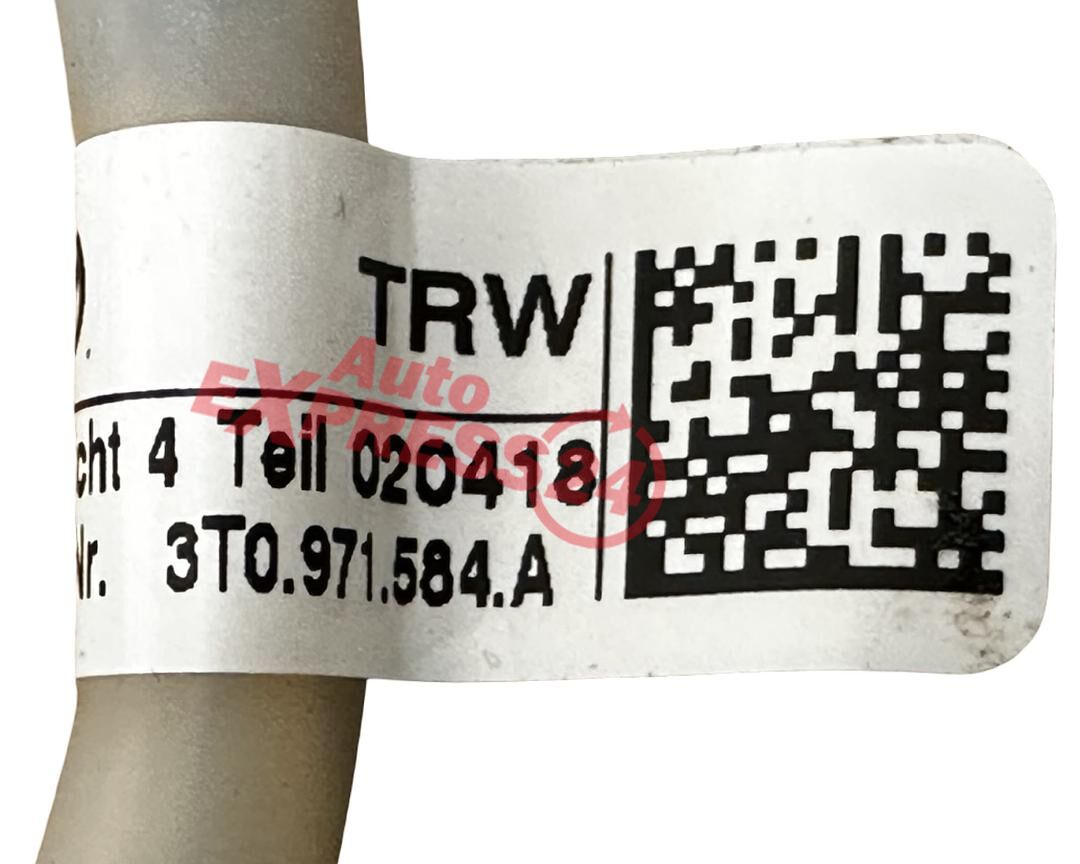 TRW
cht 4 Teil 020418
Nr. 3T0.971.584.A
Auto
EXPRESS24